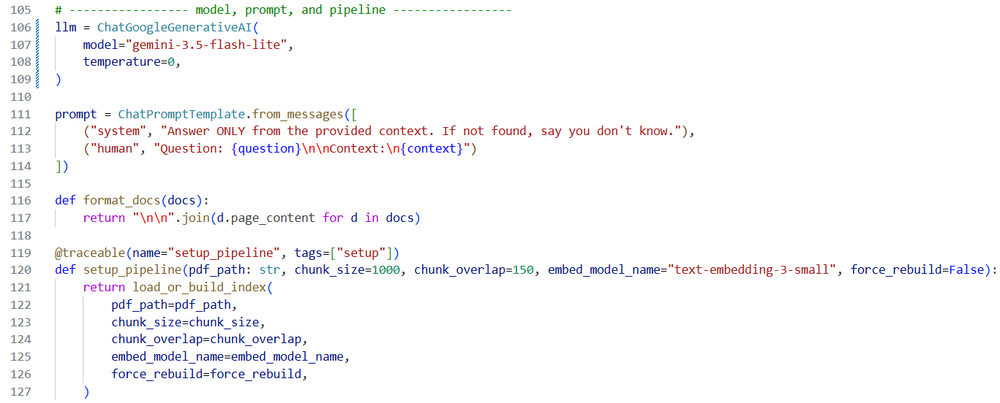 105 # ----------------- model, prompt, and pipeline -----------------
106 llm = ChatGoogleGenerativeAI(
107     model="gemini-3.5-flash-lite",
108     temperature=0,
109 )
110
111 prompt = ChatPromptTemplate.from_messages([
112     ("system", "Answer ONLY from the provided context. If not found, say you don't know."),
113     ("human", "Question: {question}\n\nContext:\n{context}")
114 ])
115
116 def format_docs(docs):
117     return "\n\n".join(d.page_content for d in docs)
118
119 @traceable(name="setup_pipeline", tags=["setup"])
120 def setup_pipeline(pdf_path: str, chunk_size=1000, chunk_overlap=150, embed_model_name="text-embedding-3-small", force_rebuild=False):
121     return load_or_build_index(
122         pdf_path=pdf_path,
123         chunk_size=chunk_size,
124         chunk_overlap=chunk_overlap,
125         embed_model_name=embed_model_name,
126         force_rebuild=force_rebuild,
127     )